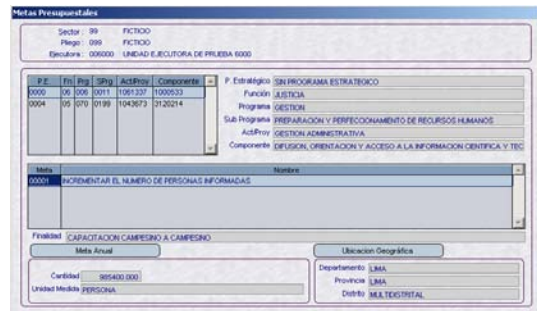 Metas Presupuestales
Sector : 99 FICTICIO
Pliego : 099 FICTICIO
Ejecutora : 006000 UNIDAD EJECUTORA DE PRUEBA 6000
P.E. Fn Prg SPrg Act/Proy Componente
0000 06 006 0011 1061337 1000533
0004 05 070 0199 1043673 3120214
P. Estratégico SIN PROGRAMA ESTRATEGICO
Función JUSTICIA
Programa GESTION
Sub Programa PREPARACION Y PERFECCIONAMIENTO DE RECURSOS HUMANOS
Act/Proy GESTION ADMINISTRATIVA
Componente DIFUSION, ORIENTACION Y ACCESO A LA INFORMACION CIENTIFICA Y TEC
Meta Nombre
00001 INCREMENTAR EL NUMERO DE PERSONAS INFORMADAS
Finalidad CAPACITACION CAMPESINO A CAMPESINO
Meta Anual
Cantidad 985400.000
Unidad Medida PERSONA
Ubicacion Geográfica
Departamento LIMA
Provincia LIMA
Distrito MULTIDISTRITAL